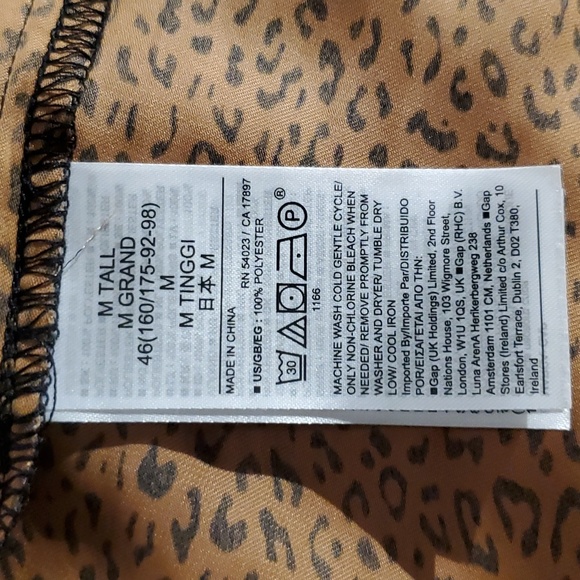 M TALL
M GRAND
46(160/175-92-98)
M
M TINGGI
日本 M
RN 54023 / CA 17897
MADE IN CHINA
■ US/GB/EG : 100% POLYESTER
30
P
®
1166
MACHINE WASH COLD GENTLE CYCLE/
ONLY NON-CHLORINE BLEACH WHEN
NEEDED/ REMOVE PROMPTLY FROM
WASHER AND DRYER/ TUMBLE DRY
LOW/ COOL IRON
Imported By/Importe Par/DISTRIBUIDO
POR/ΕΙΣΑΓΕΤΑΙ ΑΠΟ ΤΗΝ:
■Gap (UK Holdings) Limited, 2nd Floor
Nations House, 103 Wigmore Street,
London, W1U 1QS, UK ■Gap (RHC) B.V.
Luna ArenA Herikerbergweg 238
Amsterdam 1101 CM, Netherlands ■Gap
Stores (Ireland) Limited c/o Arthur Cox, 10
Earlsfort Terrace, Dublin 2, D02 T380,
Ireland